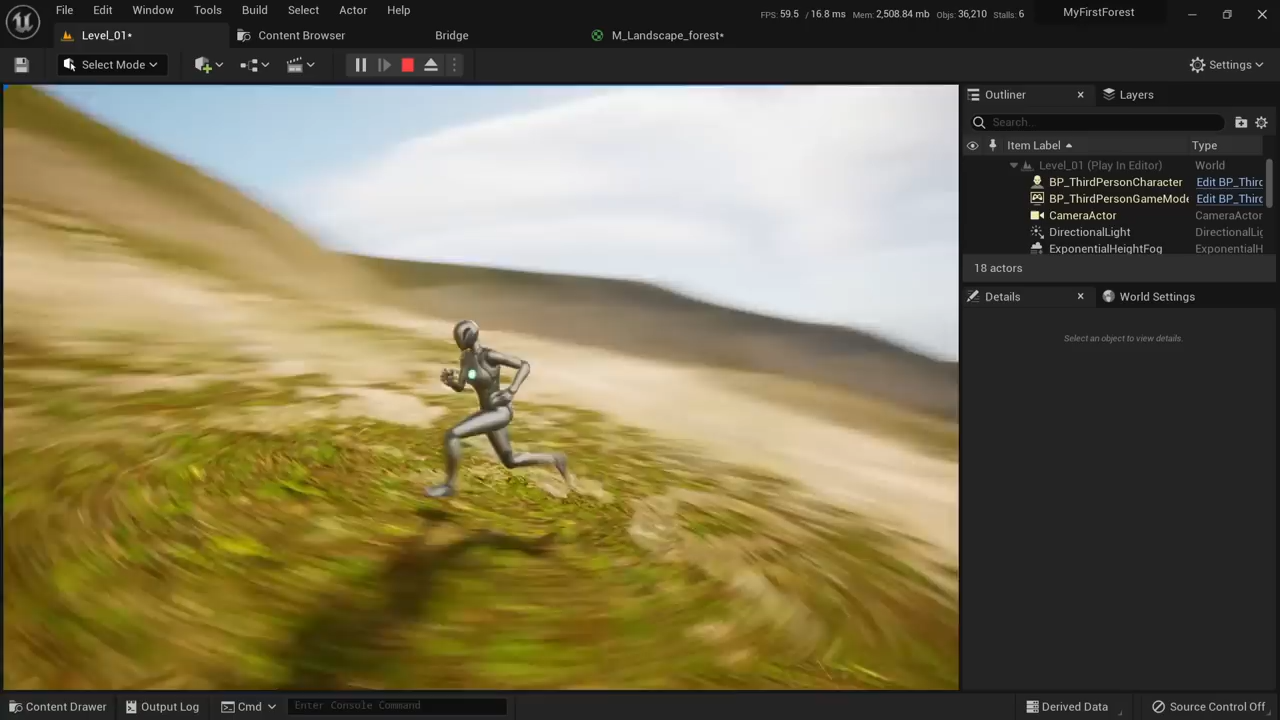 File Edit Window Tools Build Select Actor Help
FPS: 59.5 / 16.8 ms Mem: 2,508.84 mb Objs: 36,210 Stalls: 6
MyFirstForest
Level_01*
Content Browser
Bridge
M_Landscape_forest*
Select Mode
Settings
Outliner
Layers
Search...
Item Label Type
Level_01 (Play In Editor) World
BP_ThirdPersonCharacter Edit BP_Thirc
BP_ThirdPersonGameMode Edit BP_Thirc
CameraActor CameraActor
DirectionalLight DirectionalLig
ExponentialHeightFog ExponentialH
18 actors
Details
World Settings
Select an object to view details.
Content Drawer
Output Log
Cmd
Enter Console Command
Derived Data
Source Control Off